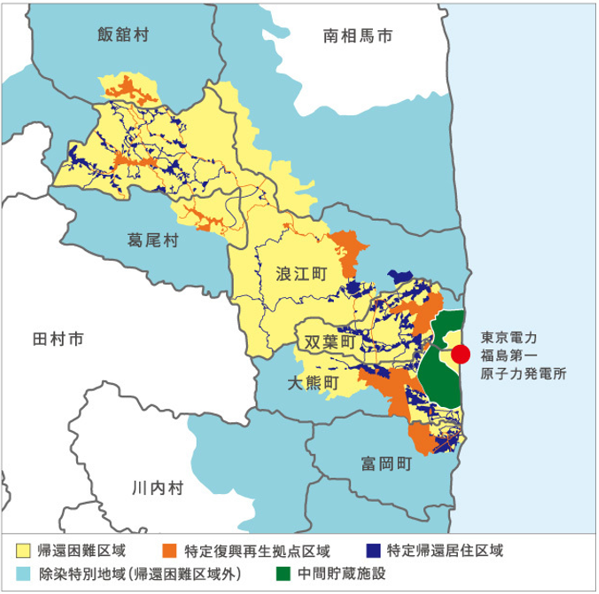 飯舘村
南相馬市
葛尾村
浪江町
田村市
双葉町
東京電力
福島第一
原子力発電所
大熊町
富岡町
川内村
帰還困難区域
特定復興再生拠点区域
特定帰還居住区域
除染特別地域(帰還困難区域外)
中間貯蔵施設